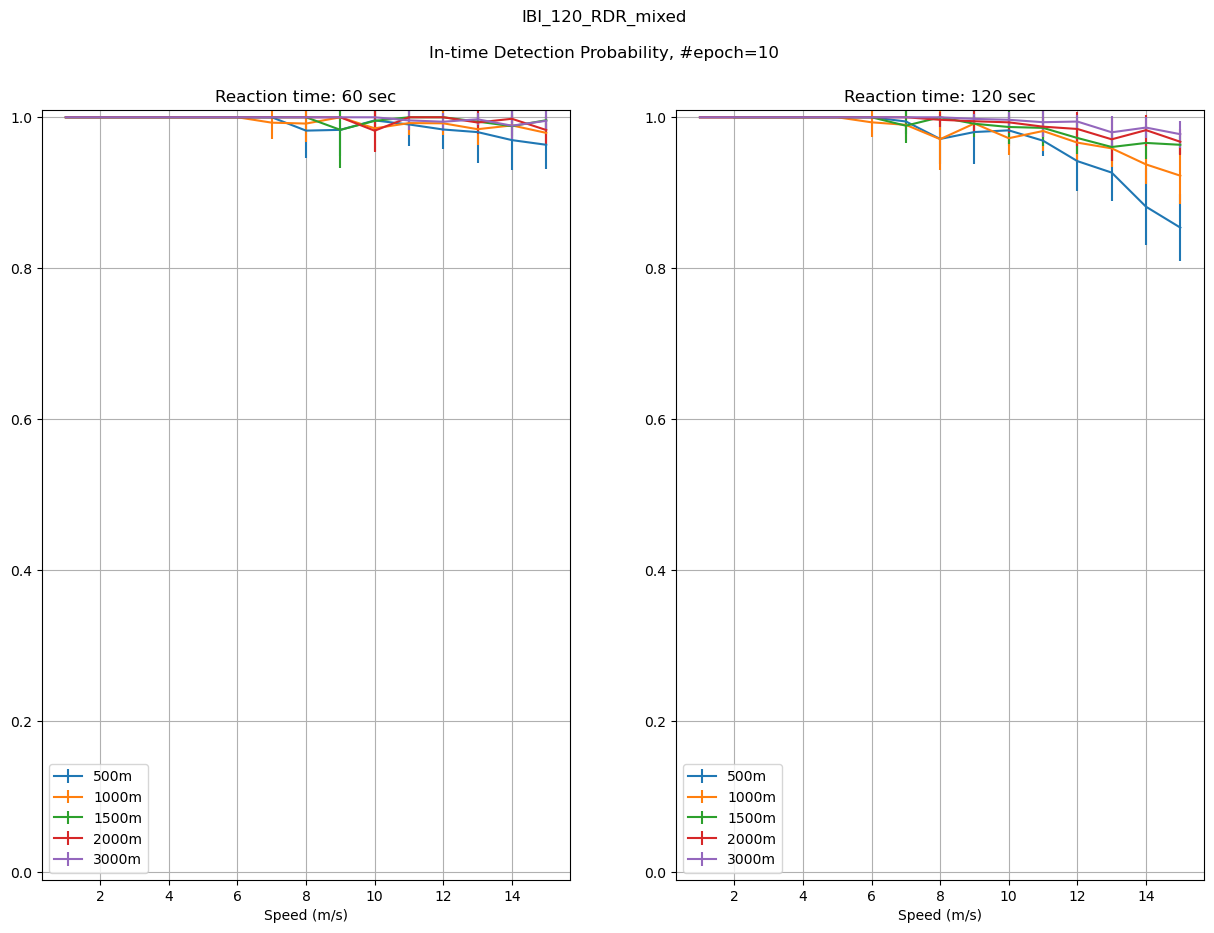 IBI_120_RDR_mixed
In-time Detection Probability, #epoch=10
Reaction time: 60 sec
1.0
0.8
0.6
0.4
0.2
0.0
500m
1000m
1500m
2000m
3000m
2 4 6 8 10 12 14
Speed (m/s)
Reaction time: 120 sec
1.0
0.8
0.6
0.4
0.2
0.0
500m
1000m
1500m
2000m
3000m
2 4 6 8 10 12 14
Speed (m/s)